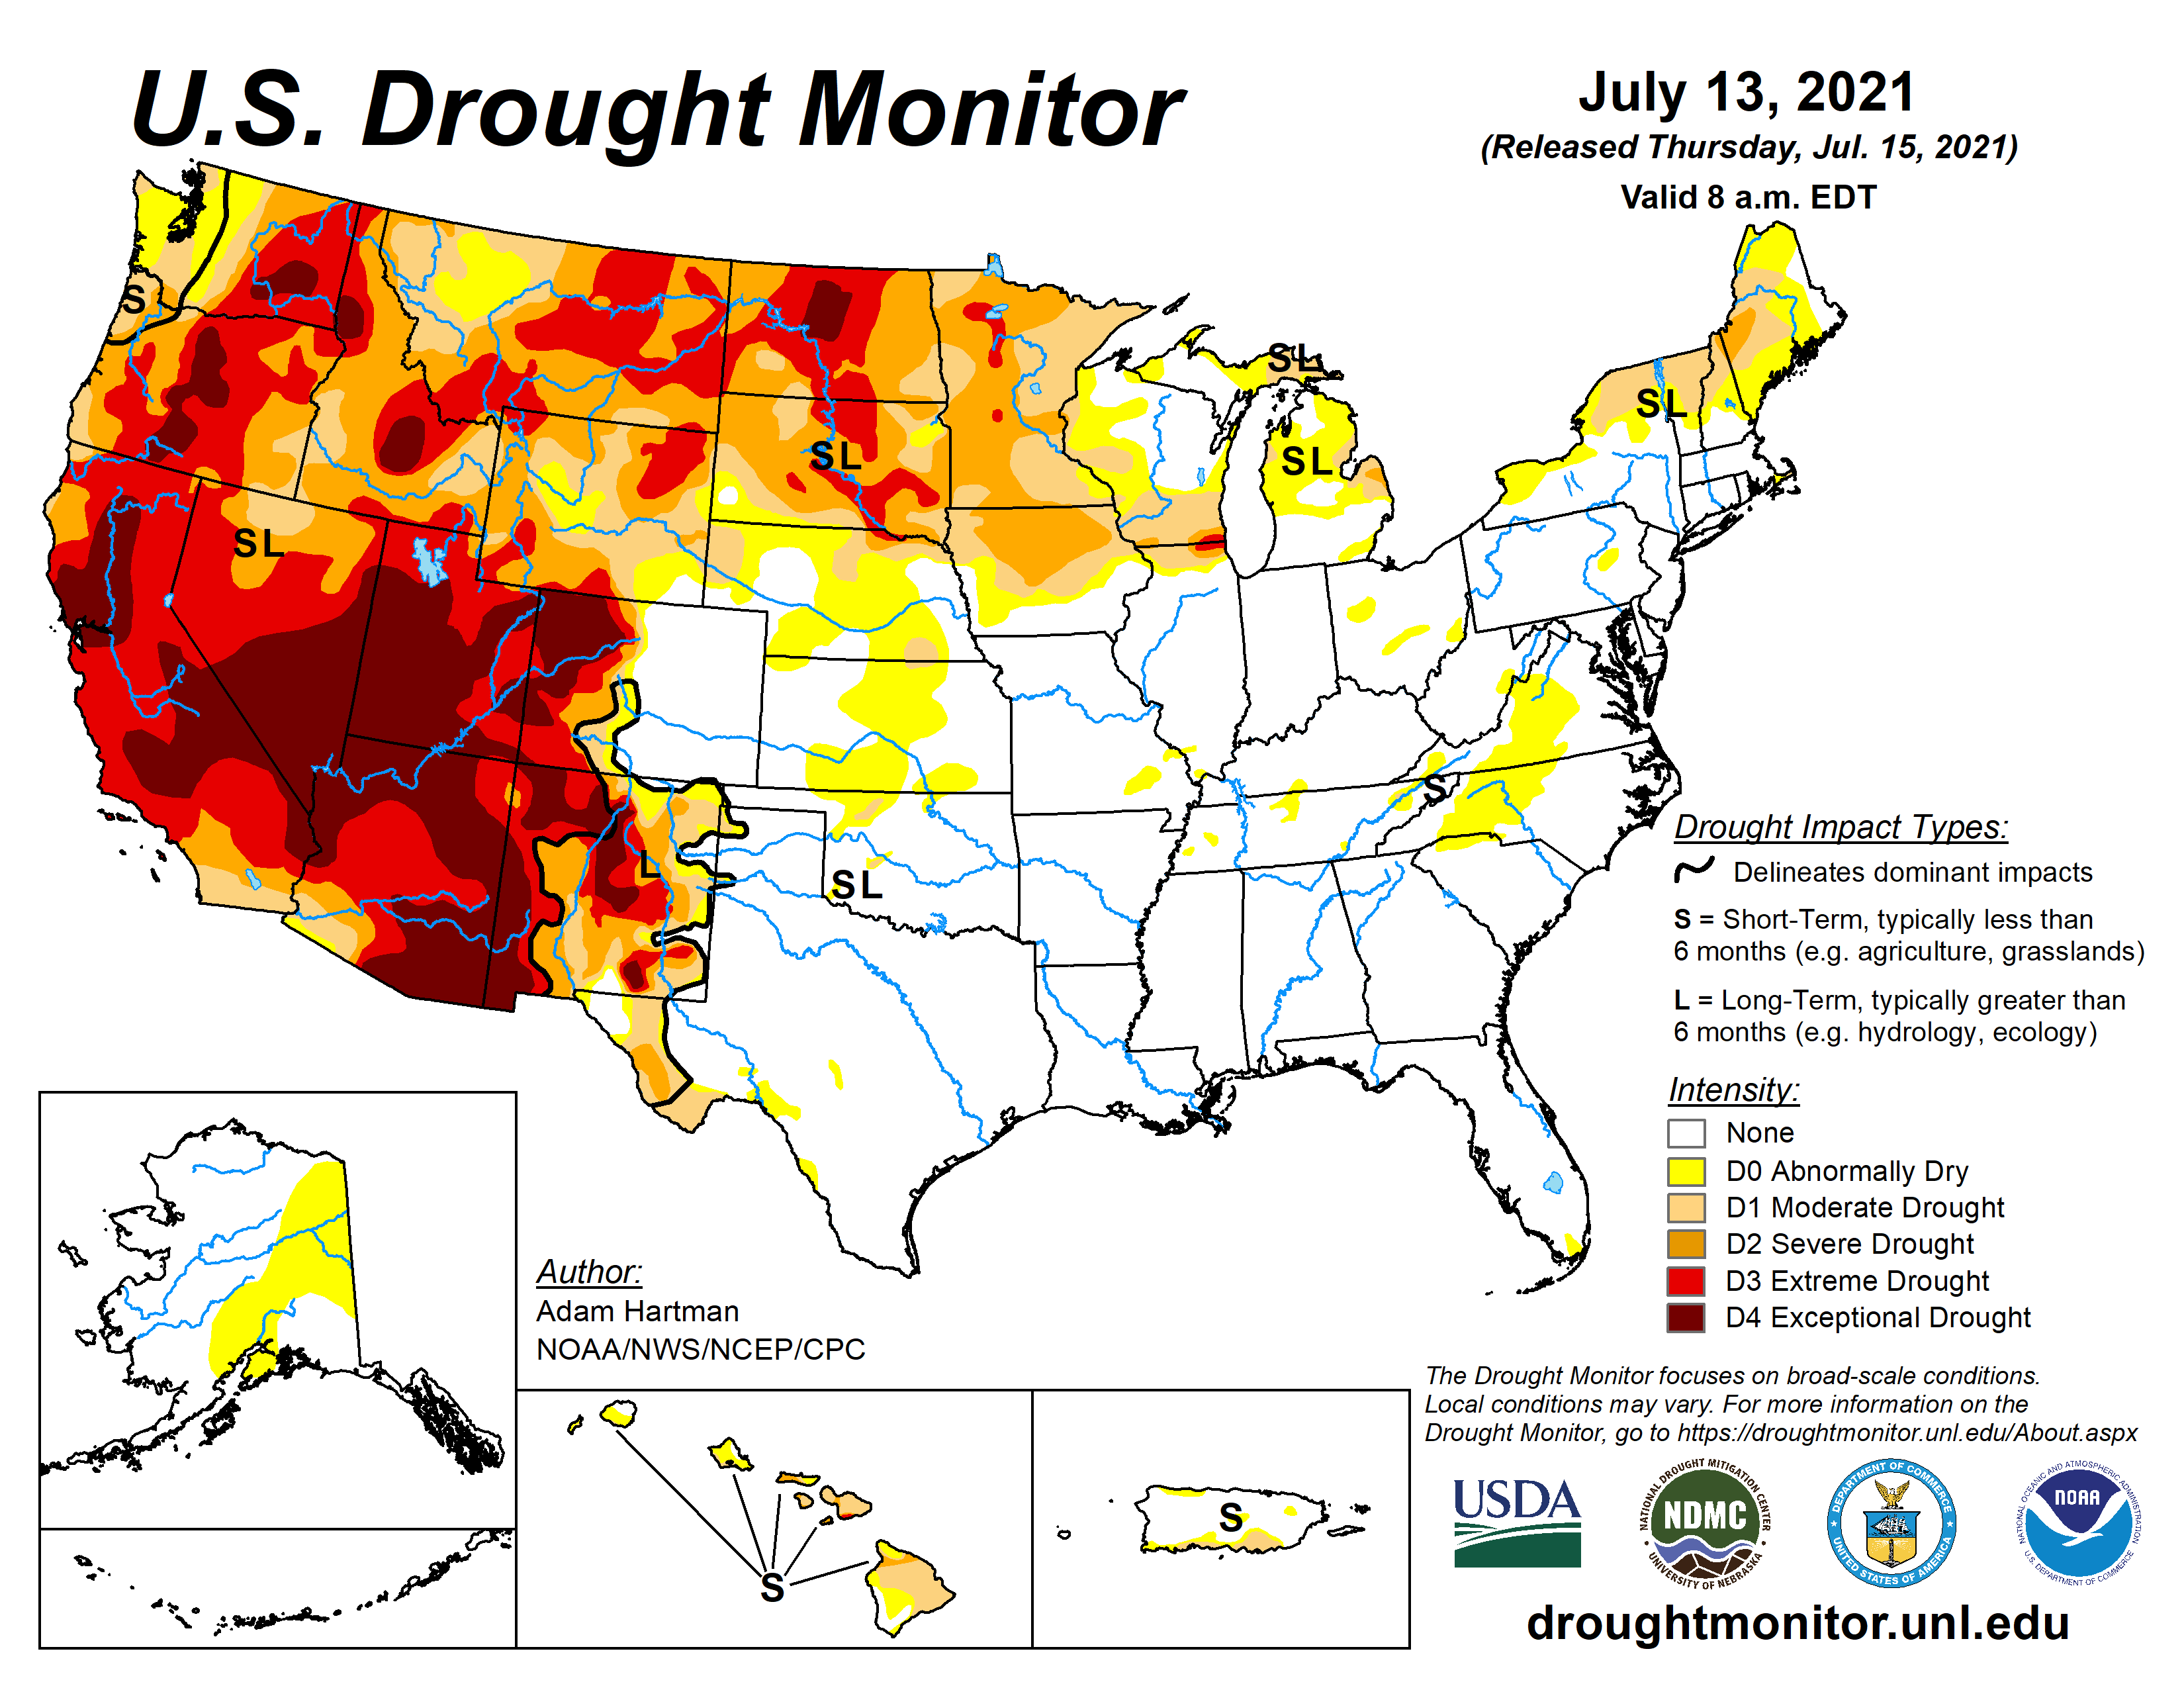 U.S. Drought Monitor
July 13, 2021
(Released Thursday, Jul. 15, 2021)
Valid 8 a.m. EDT
S
SL
SL
SL
SL
SL
S
L
SL
Drought Impact Types:
Delineates dominant impacts
S = Short-Term, typically less than
6 months (e.g. agriculture, grasslands)
L = Long-Term, typically greater than
6 months (e.g. hydrology, ecology)
Intensity:
None
D0 Abnormally Dry
D1 Moderate Drought
D2 Severe Drought
D3 Extreme Drought
D4 Exceptional Drought
Author:
Adam Hartman
NOAA/NWS/NCEP/CPC
The Drought Monitor focuses on broad-scale conditions.
Local conditions may vary. For more information on the
Drought Monitor, go to https://droughtmonitor.unl.edu/About.aspx
S
S
USDA
NATIONAL DROUGHT MITIGATION CENTER
NDMC
UNIVERSITY OF NEBRASKA
DEPARTMENT OF COMMERCE
UNITED STATES OF AMERICA
NATIONAL OCEANIC AND ATMOSPHERIC ADMINISTRATION
NOAA
U.S. DEPARTMENT OF COMMERCE
droughtmonitor.unl.edu